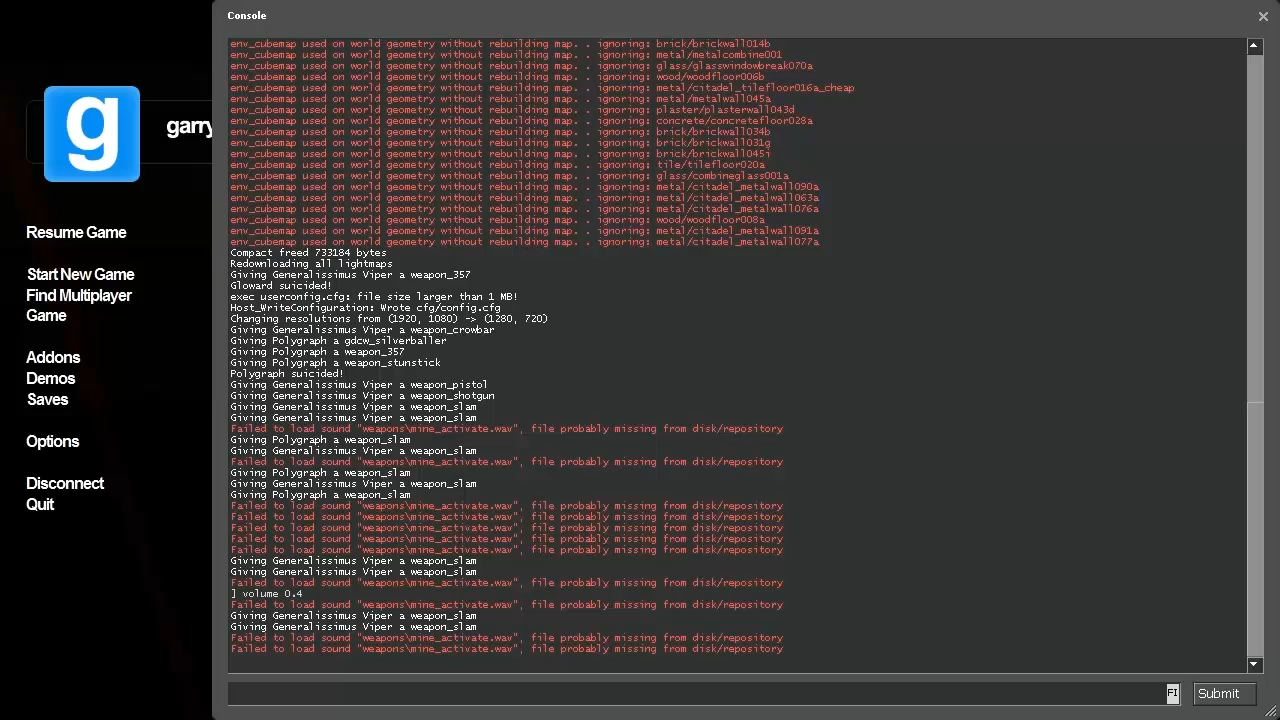 Console
env_cubemap used on world geometry without rebuilding map. . ignoring: brick/brickwall014b
env_cubemap used on world geometry without rebuilding map. . ignoring: metal/metalcombine001
env_cubemap used on world geometry without rebuilding map. . ignoring: glass/glasswindowbreak070a
env_cubemap used on world geometry without rebuilding map. . ignoring: wood/woodfloor006b
env_cubemap used on world geometry without rebuilding map. . ignoring: metal/citadel_tilefloor016a_cheap
env_cubemap used on world geometry without rebuilding map. . ignoring: metal/metalwall045a
env_cubemap used on world geometry without rebuilding map. . ignoring: plaster/plasterwall043d
env_cubemap used on world geometry without rebuilding map. . ignoring: concrete/concretefloor028a
env_cubemap used on world geometry without rebuilding map. . ignoring: brick/brickwall034b
env_cubemap used on world geometry without rebuilding map. . ignoring: brick/brickwall031g
env_cubemap used on world geometry without rebuilding map. . ignoring: brick/brickwall045i
env_cubemap used on world geometry without rebuilding map. . ignoring: tile/tilefloor020a
env_cubemap used on world geometry without rebuilding map. . ignoring: glass/combineglass001a
env_cubemap used on world geometry without rebuilding map. . ignoring: metal/citadel_metalwall090a
env_cubemap used on world geometry without rebuilding map. . ignoring: metal/citadel_metalwall063a
env_cubemap used on world geometry without rebuilding map. . ignoring: metal/citadel_metalwall076a
env_cubemap used on world geometry without rebuilding map. . ignoring: wood/woodfloor008a
env_cubemap used on world geometry without rebuilding map. . ignoring: metal/citadel_metalwall091a
env_cubemap used on world geometry without rebuilding map. . ignoring: metal/citadel_metalwall077a
Compact freed 733184 bytes
Redownloading all lightmaps
Giving Generalissimus Viper a weapon_357
Gloward suicided!
exec userconfig.cfg: file size larger than 1 MB!
Host_WriteConfiguration: Wrote cfg/config.cfg
Changing resolutions from (1920, 1080) -> (1280, 720)
Giving Generalissimus Viper a weapon_crowbar
Giving Polygraph a gdcw_silverballer
Giving Polygraph a weapon_357
Giving Polygraph a weapon_stunstick
Polygraph suicided!
Giving Generalissimus Viper a weapon_pistol
Giving Generalissimus Viper a weapon_shotgun
Giving Generalissimus Viper a weapon_slam
Giving Generalissimus Viper a weapon_slam
Failed to load sound "weapons\mine_activate.wav", file probably missing from disk/repository
Giving Polygraph a weapon_slam
Giving Generalissimus Viper a weapon_slam
Failed to load sound "weapons\mine_activate.wav", file probably missing from disk/repository
Giving Polygraph a weapon_slam
Giving Generalissimus Viper a weapon_slam
Giving Polygraph a weapon_slam
Failed to load sound "weapons\mine_activate.wav", file probably missing from disk/repository
Failed to load sound "weapons\mine_activate.wav", file probably missing from disk/repository
Failed to load sound "weapons\mine_activate.wav", file probably missing from disk/repository
Failed to load sound "weapons\mine_activate.wav", file probably missing from disk/repository
Failed to load sound "weapons\mine_activate.wav", file probably missing from disk/repository
Giving Generalissimus Viper a weapon_slam
Giving Generalissimus Viper a weapon_slam
Failed to load sound "weapons\mine_activate.wav", file probably missing from disk/repository
] volume 0.4
Failed to load sound "weapons\mine_activate.wav", file probably missing from disk/repository
Giving Generalissimus Viper a weapon_slam
Giving Generalissimus Viper a weapon_slam
Failed to load sound "weapons\mine_activate.wav", file probably missing from disk/repository
Failed to load sound "weapons\mine_activate.wav", file probably missing from disk/repository
FI
Submit
g
garry
Resume Game
Start New Game
Find Multiplayer
Game
Addons
Demos
Saves
Options
Disconnect
Quit